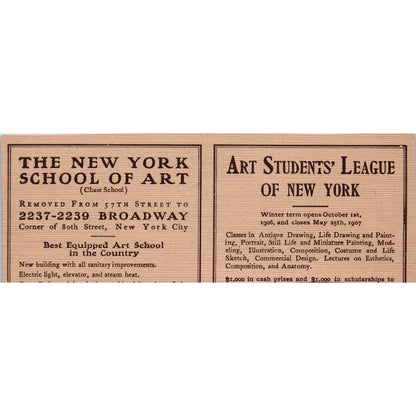 THE NEW YORK
SCHOOL OF ART
(Chase School)
REMOVED FROM 57TH STREET TO
2237-2239 BROADWAY
Corner of 80th Street, New York City
Best Equipped Art School
in the Country
New building with all sanitary improvements.
Electric light, elevator, and steam heat.
ART STUDENTS' LEAGUE
OF NEW YORK
Winter term opens October 1st,
1906, and closes May 25th, 1907
Classes in Antique Drawing, Life Drawing and Paint-
ing, Portrait, Still Life and Miniature Painting, Mod-
eling, Illustration, Composition, Costume and Life
Sketch, Commercial Design. Lectures on Esthetics,
Composition, and Anatomy.
$1,000 in cash prizes and $1,000 in scholarships to